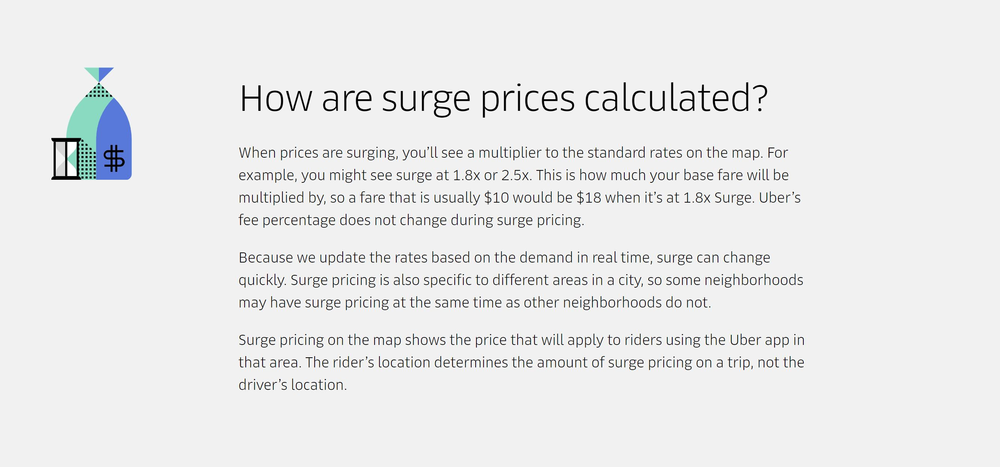 How are surge prices calculated?
When prices are surging, you’ll see a multiplier to the standard rates on the map. For
example, you might see surge at 1.8x or 2.5x. This is how much your base fare will be
multiplied by, so a fare that is usually $10 would be $18 when it’s at 1.8x Surge. Uber’s
fee percentage does not change during surge pricing.
Because we update the rates based on the demand in real time, surge can change
quickly. Surge pricing is also specific to different areas in a city, so some neighborhoods
may have surge pricing at the same time as other neighborhoods do not.
Surge pricing on the map shows the price that will apply to riders using the Uber app in
that area. The rider’s location determines the amount of surge pricing on a trip, not the
driver’s location.
$